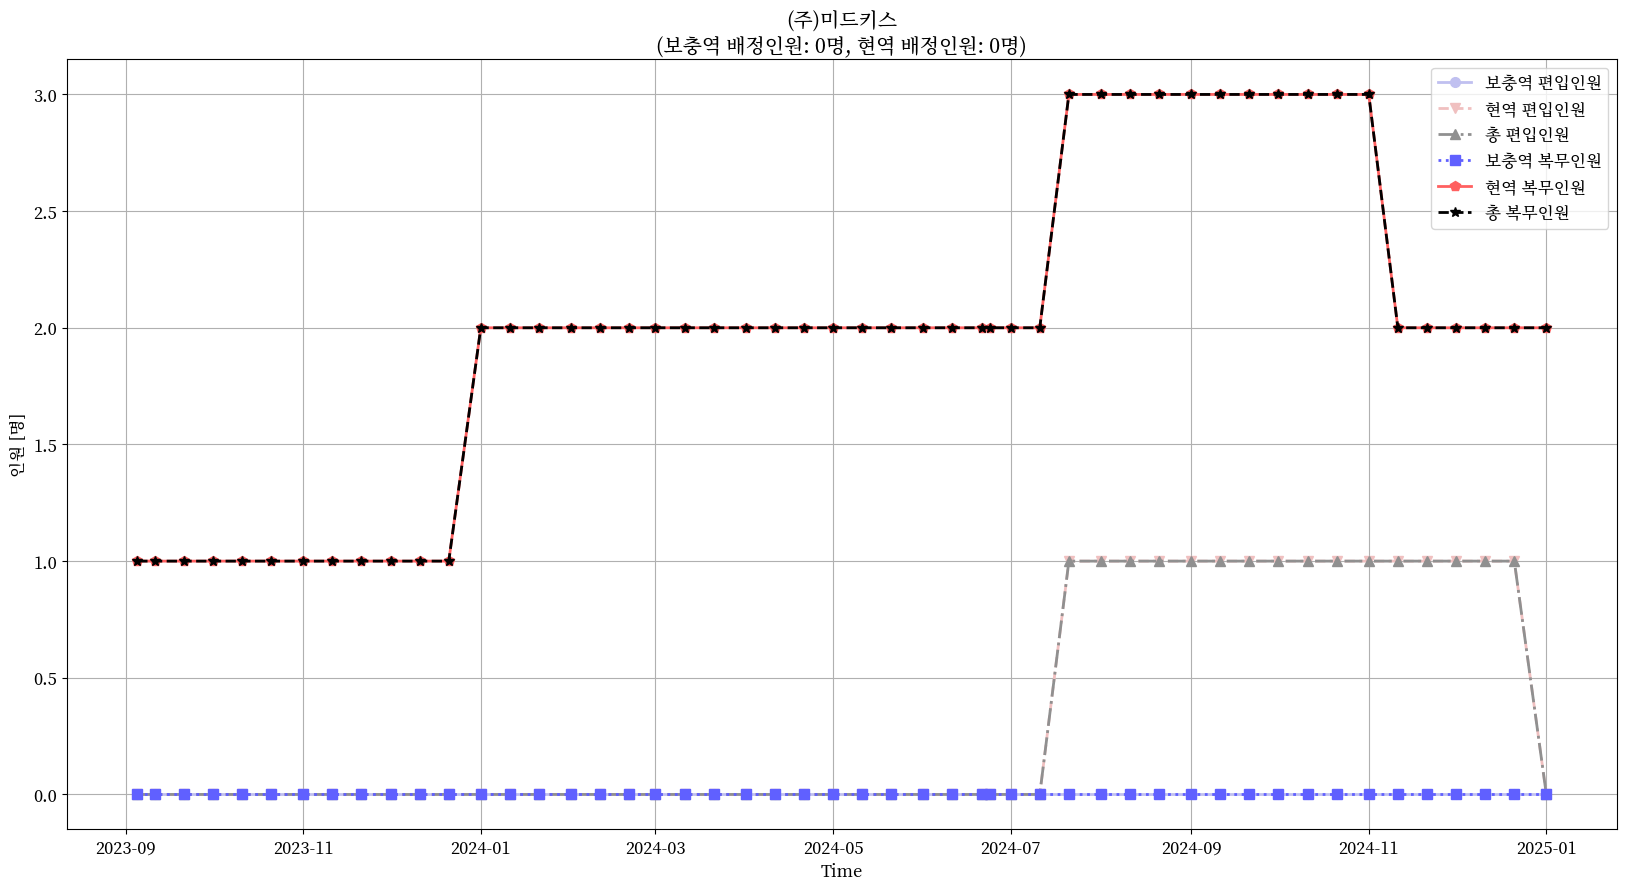 (주)미드키스
(보충역 배정인원: 0명, 현역 배정인원: 0명)
보충역 편입인원
현역 편입인원
총 편입인원
보충역 복무인원
현역 복무인원
총 복무인원
인원 [명]
3.0
2.5
2.0
1.5
1.0
0.5
0.0
2023-09
2023-11
2024-01
2024-03
2024-05
2024-07
2024-09
2024-11
2025-01
Time